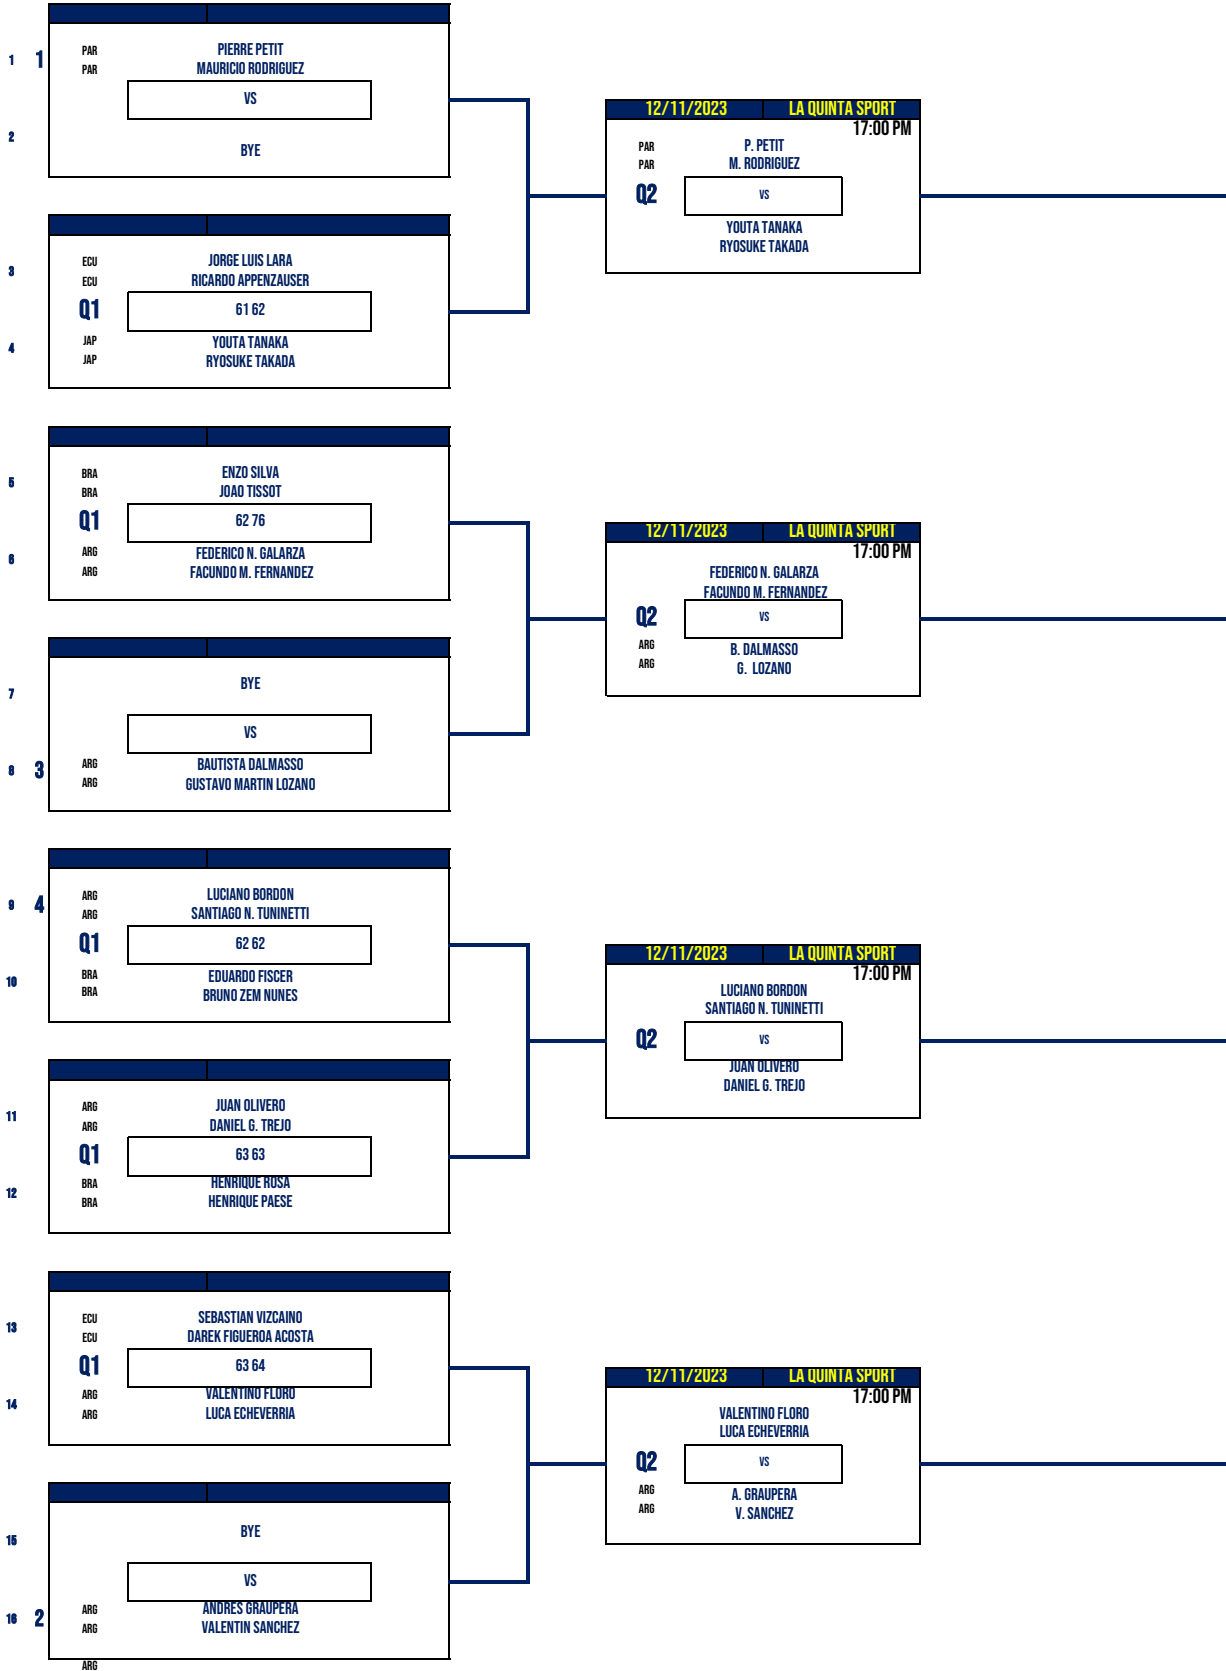 1 1 PAR PIERRE PETIT
PAR MAURICIO RODRIGUEZ
VS
2 BYE
12/11/2023 LA QUINTA SPORT
17:00 PM
PAR P. PETIT
PAR M. RODRIGUEZ
Q2 VS
YOUTA TANAKA
RYOSUKE TAKADA
3 ECU JORGE LUIS LARA
ECU RICARDO APPENZAUSER
Q1 61 62
4 JAP YOUTA TANAKA
JAP RYOSUKE TAKADA
5 BRA ENZO SILVA
BRA JOAO TISSOT
Q1 62 76
6 ARG FEDERICO N. GALARZA
ARG FACUNDO M. FERNANDEZ
12/11/2023 LA QUINTA SPORT
17:00 PM
FEDERICO N. GALARZA
FACUNDO M. FERNANDEZ
Q2 VS
ARG B. DALMASSO
ARG G. LOZANO
7 BYE
VS
8 3 ARG BAUTISTA DALMASSO
ARG GUSTAVO MARTIN LOZANO
9 4 ARG LUCIANO BORDON
ARG SANTIAGO N. TUNINETTI
Q1 62 62
10 BRA EDUARDO FISCER
BRA BRUNO ZEM NUNES
12/11/2023 LA QUINTA SPORT
17:00 PM
LUCIANO BORDON
SANTIAGO N. TUNINETTI
Q2 VS
JUAN OLIVERO
DANIEL G. TREJO
11 ARG JUAN OLIVERO
ARG DANIEL G. TREJO
Q1 63 63
12 BRA HENRIQUE ROSA
BRA HENRIQUE PAESE
13 ECU SEBASTIAN VIZCAINO
ECU DAREK FIGUEROA ACOSTA
Q1 63 64
14 ARG VALENTINO FLORO
ARG LUCA ECHEVERRIA
12/11/2023 LA QUINTA SPORT
17:00 PM
VALENTINO FLORO
LUCA ECHEVERRIA
Q2 VS
ARG A. GRAUPERA
ARG V. SANCHEZ
15 BYE
VS
16 2 ARG ANDRES GRAUPERA
ARG VALENTIN SANCHEZ
ARG